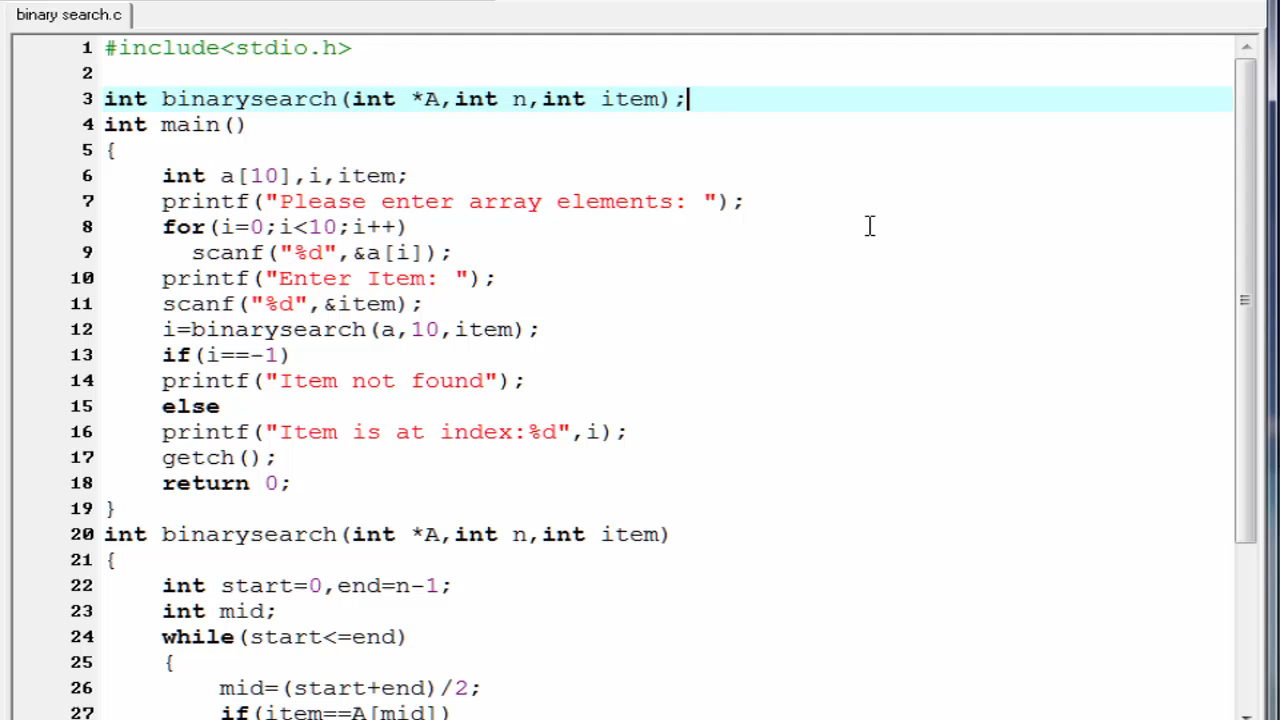 binary search.c
1 #include<stdio.h>
2
3 int binarysearch(int *A,int n,int item);
4 int main()
5 {
6 int a[10],i,item;
7 printf("Please enter array elements: ");
8 for(i=0;i<10;i++)
9 scanf("%d",&a[i]);
10 printf("Enter Item: ");
11 scanf("%d",&item);
12 i=binarysearch(a,10,item);
13 if(i==-1)
14 printf("Item not found");
15 else
16 printf("Item is at index:%d",i);
17 getch();
18 return 0;
19 }
20 int binarysearch(int *A,int n,int item)
21 {
22 int start=0,end=n-1;
23 int mid;
24 while(start<=end)
25 {
26 mid=(start+end)/2;
27 if(item==A[mid])